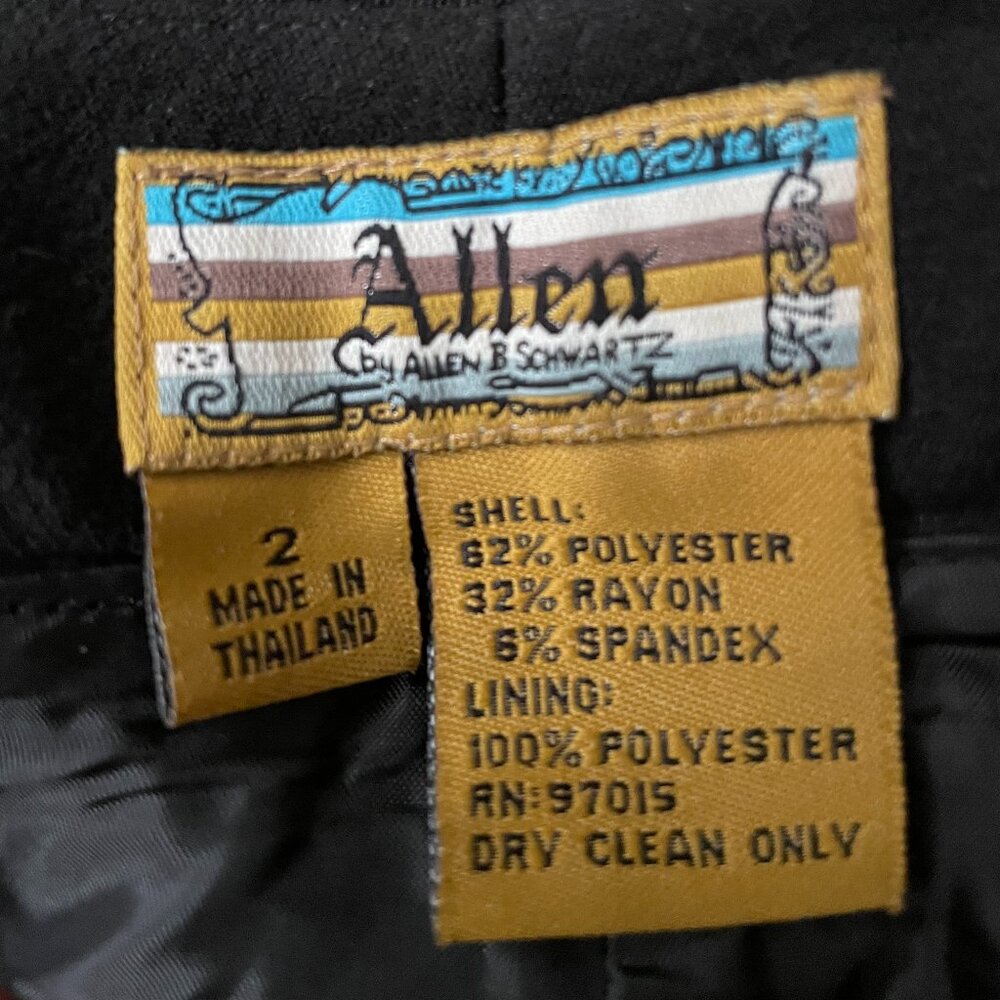 Allen
by ALLEN B SCHWARTZ
2
MADE IN
THAILAND
SHELL:
62% POLYESTER
32% RAYON
6% SPANDEX
LINING:
100% POLYESTER
RN: 97015
DRY CLEAN ONLY